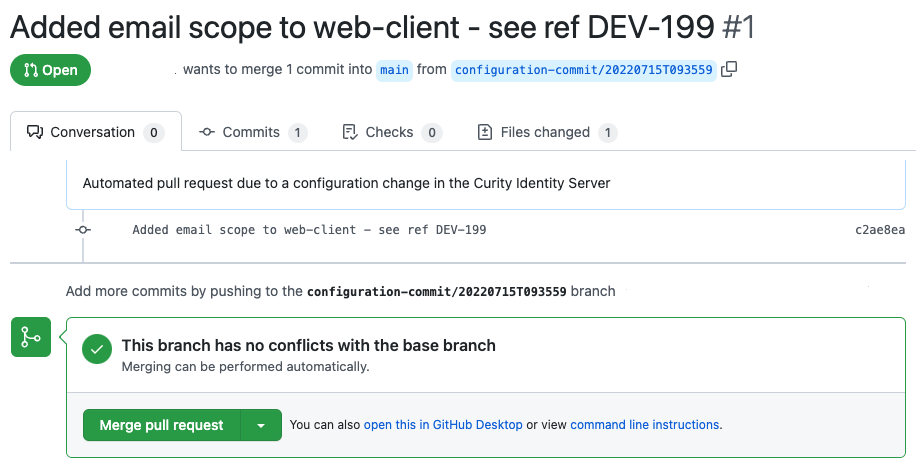 Added email scope to web-client - see ref DEV-199 #1
Open
. wants to merge 1 commit into main from configuration-commit/20220715T093559
Conversation 0 Commits 1 Checks 0 Files changed 1
Automated pull request due to a configuration change in the Curity Identity Server
Added email scope to web-client - see ref DEV-199 c2ae8ea
Add more commits by pushing to the configuration-commit/20220715T093559 branch
This branch has no conflicts with the base branch
Merging can be performed automatically.
Merge pull request You can also open this in GitHub Desktop or view command line instructions.